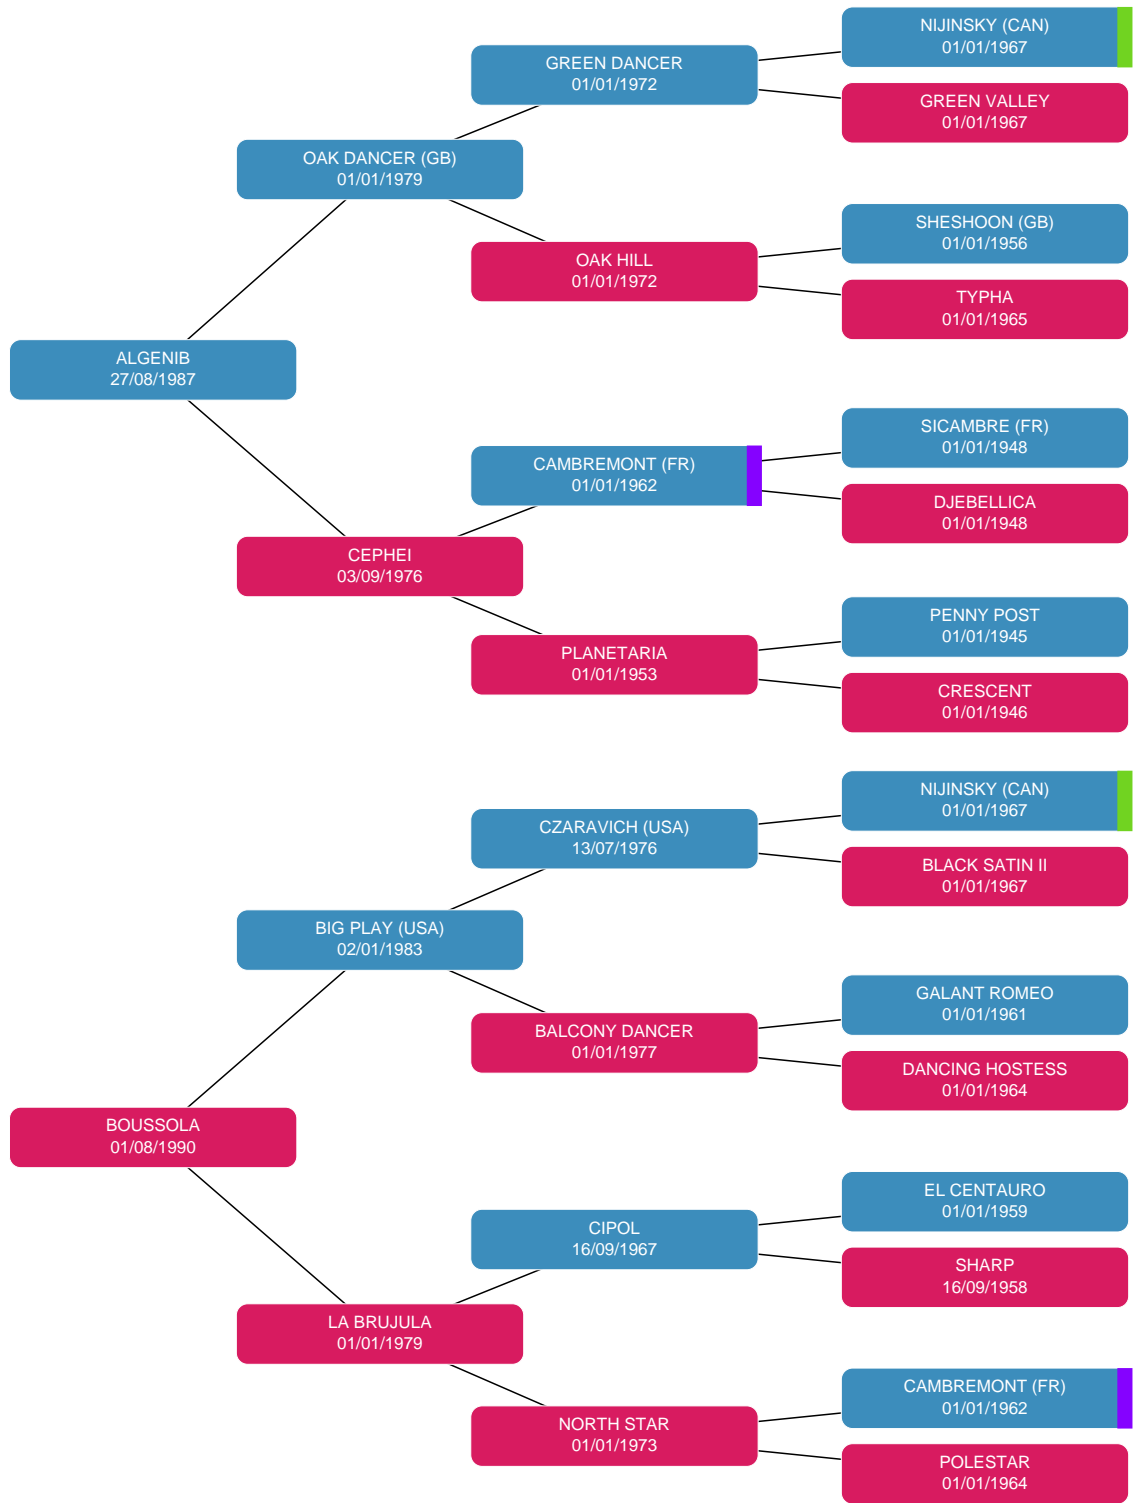 NIJINSKY (CAN)
01/01/1967
GREEN DANCER
01/01/1972
GREEN VALLEY
01/01/1967
OAK DANCER (GB)
01/01/1979
SHESHOON (GB)
01/01/1956
OAK HILL
01/01/1972
TYPHA
01/01/1965
ALGENIB
27/08/1987
SICAMBRE (FR)
01/01/1948
CAMBREMONT (FR)
01/01/1962
DJEBELLICA
01/01/1948
CEPHEI
03/09/1976
PENNY POST
01/01/1945
PLANETARIA
01/01/1953
CRESCENT
01/01/1946
NIJINSKY (CAN)
01/01/1967
CZARAVICH (USA)
13/07/1976
BLACK SATIN II
01/01/1967
BIG PLAY (USA)
02/01/1983
GALANT ROMEO
01/01/1961
BALCONY DANCER
01/01/1977
DANCING HOSTESS
01/01/1964
BOUSSOLA
01/08/1990
EL CENTAURO
01/01/1959
CIPOL
16/09/1967
SHARP
16/09/1958
LA BRUJULA
01/01/1979
CAMBREMONT (FR)
01/01/1962
NORTH STAR
01/01/1973
POLESTAR
01/01/1964